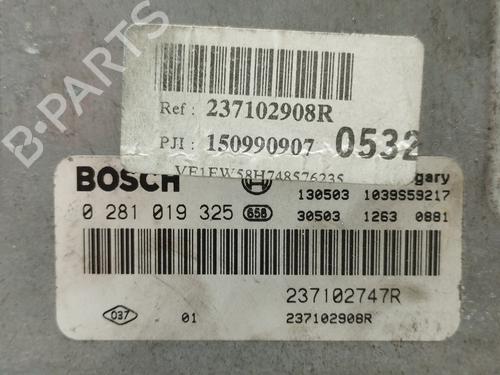 B-PARTS
Ref : 237102908R
PJI : 150990907 0532
VF1FW58H748576235
BOSCH gary
130503 1039S59217
0 281 019 325 658 30503 1263 0881
237102747R
037 01 237102908R